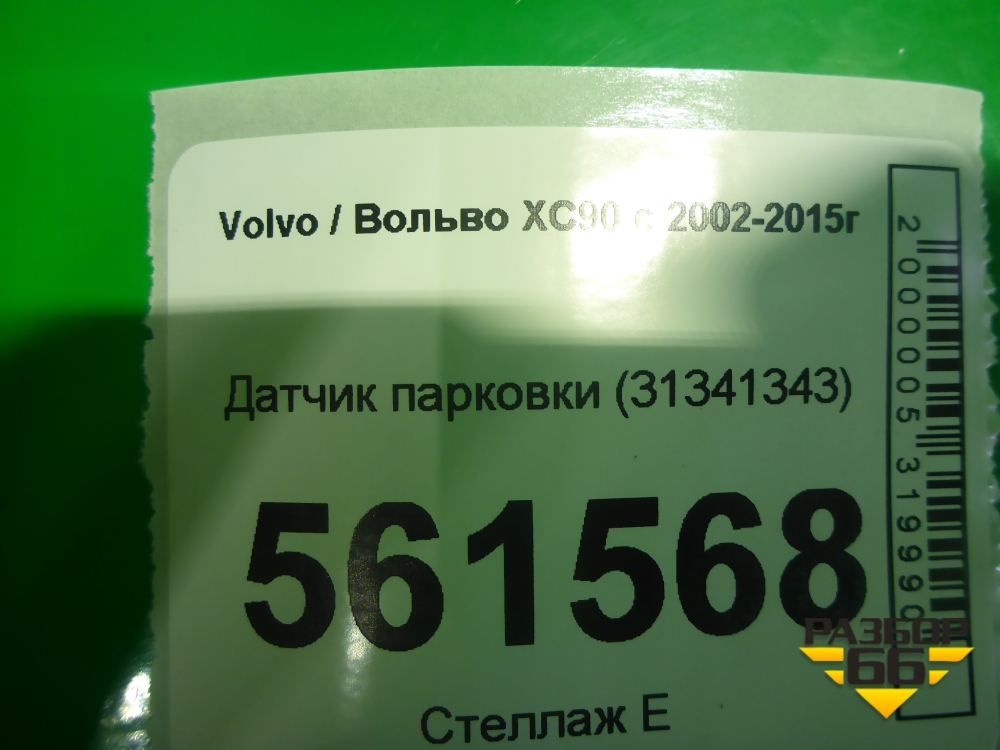 Volvo / Вольво XC90 с 2002-2015г
Датчик парковки (31341343)
561568
Стеллаж Е
2000005319990
РАЗБОР
66